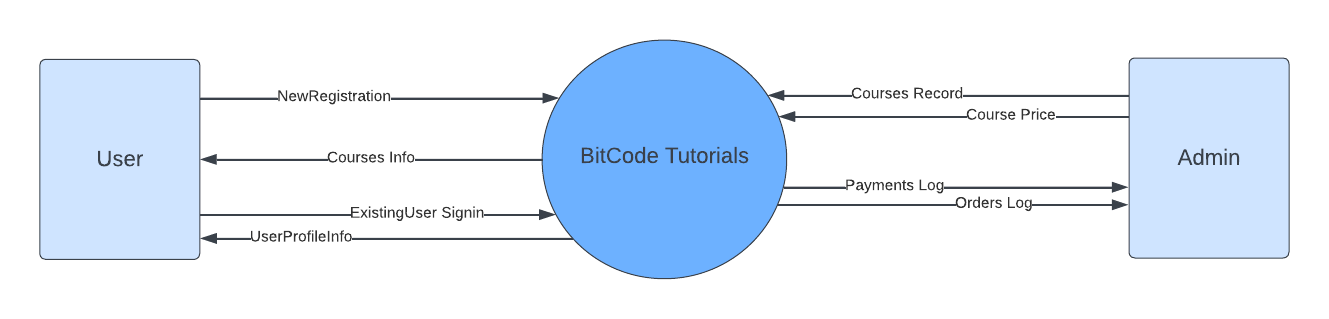 NewRegistration
Courses Record
Course Price
User
Courses Info
BitCode Tutorials
Admin
Payments Log
Orders Log
ExistingUser Signin
UserProfileInfo